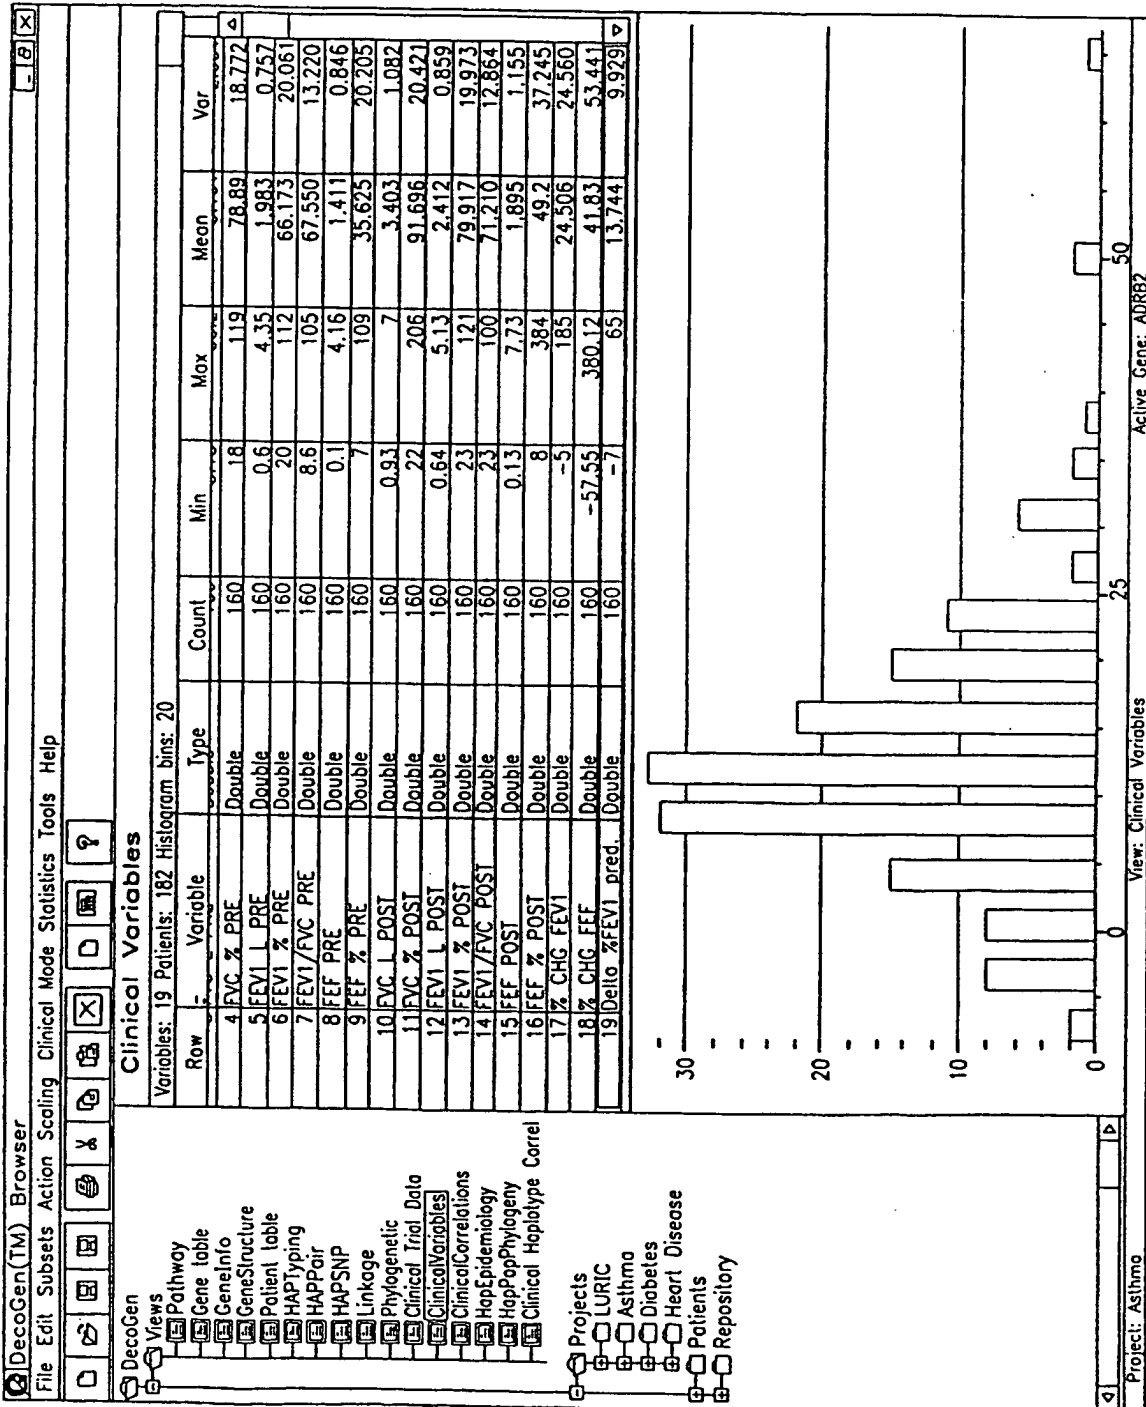 DecoGen(TM) Browser
File Edit Subsets Action Scaling Clinical Mode Statistics Tools Help
?
DecoGen
Views
Pathway
Gene table
GeneInfo
GeneStructure
Patient table
HAPTyping
HAPPair
HAPSNP
Linkage
Phylogenetic
Clinical Trial Data
ClinicalVariables
ClinicalCorrelations
HapEpidemiology
HapPopPhylogeny
Clinical Haplotype Correl
Projects
LURIC
Asthma
Diabetes
Heart Disease
Patients
Repository
Clinical Variables
Variables: 19 Patients: 182 Histogram bins: 20
Row Variable Type Count Min Max Mean Var
4 FVC % PRE Double 160 18 119 78.89 18.772
5 FEV1 L PRE Double 160 0.6 4.35 1.983 0.757
6 FEV1 % PRE Double 160 20 112 66.173 20.061
7 FEV1/FVC PRE Double 160 8.6 105 67.550 13.220
8 FEF PRE Double 160 0.1 4.16 1.411 0.846
9 FEF % PRE Double 160 7 109 35.625 20.205
10 FVC L POST Double 160 0.93 7 3.403 1.082
11 FVC % POST Double 160 22 206 91.696 20.421
12 FEV1 L POST Double 160 0.64 5.13 2.412 0.859
13 FEV1 % POST Double 160 23 121 79.917 19.973
14 FEV1/FVC POST Double 160 23 100 71.210 12.864
15 FEF POST Double 160 0.13 7.73 1.895 1.155
16 FEF % POST Double 160 8 384 49.2 37.245
17 % CHG FEV1 Double 160 -5 185 24.506 24.560
18 % CHG FEF Double 160 -57.55 380.12 41.83 53.441
19 Delta %FEV1 pred. Double 160 -7 65 13.744 9.929
30
20
10
0
0 25 50
Project: Asthma View: Clinical Variables Active Gene: ADRB2